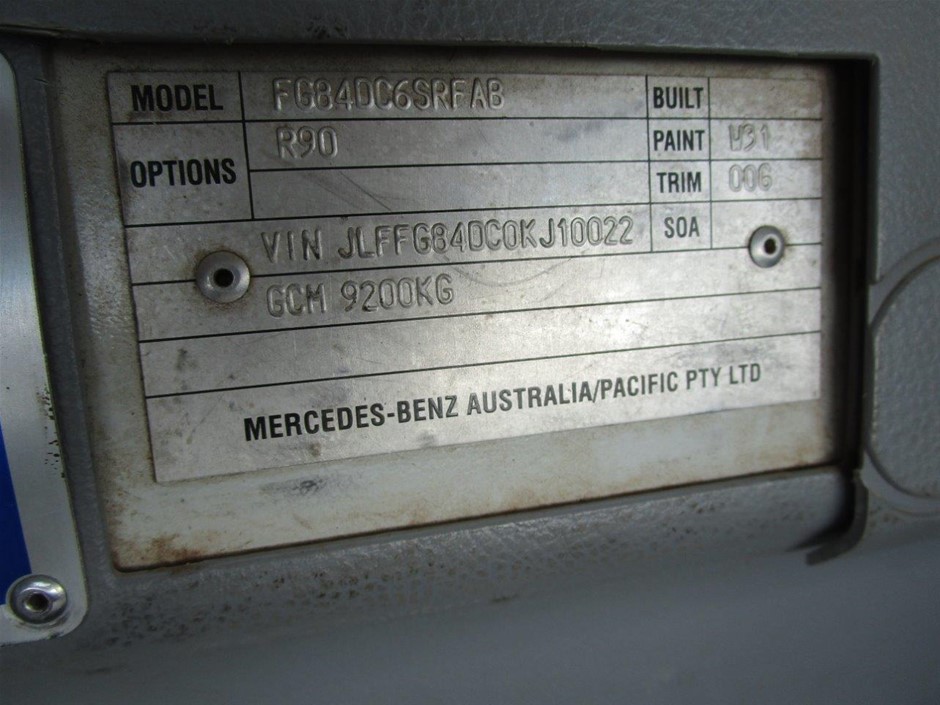 MODEL FG84DC6SRFAB BUILT
OPTIONS R90 PAINT W31
TRIM 006
VIN JLFFG84DC0KJ10022 SOA
GCM 9200KG
MERCEDES-BENZ AUSTRALIA/PACIFIC PTY LTD